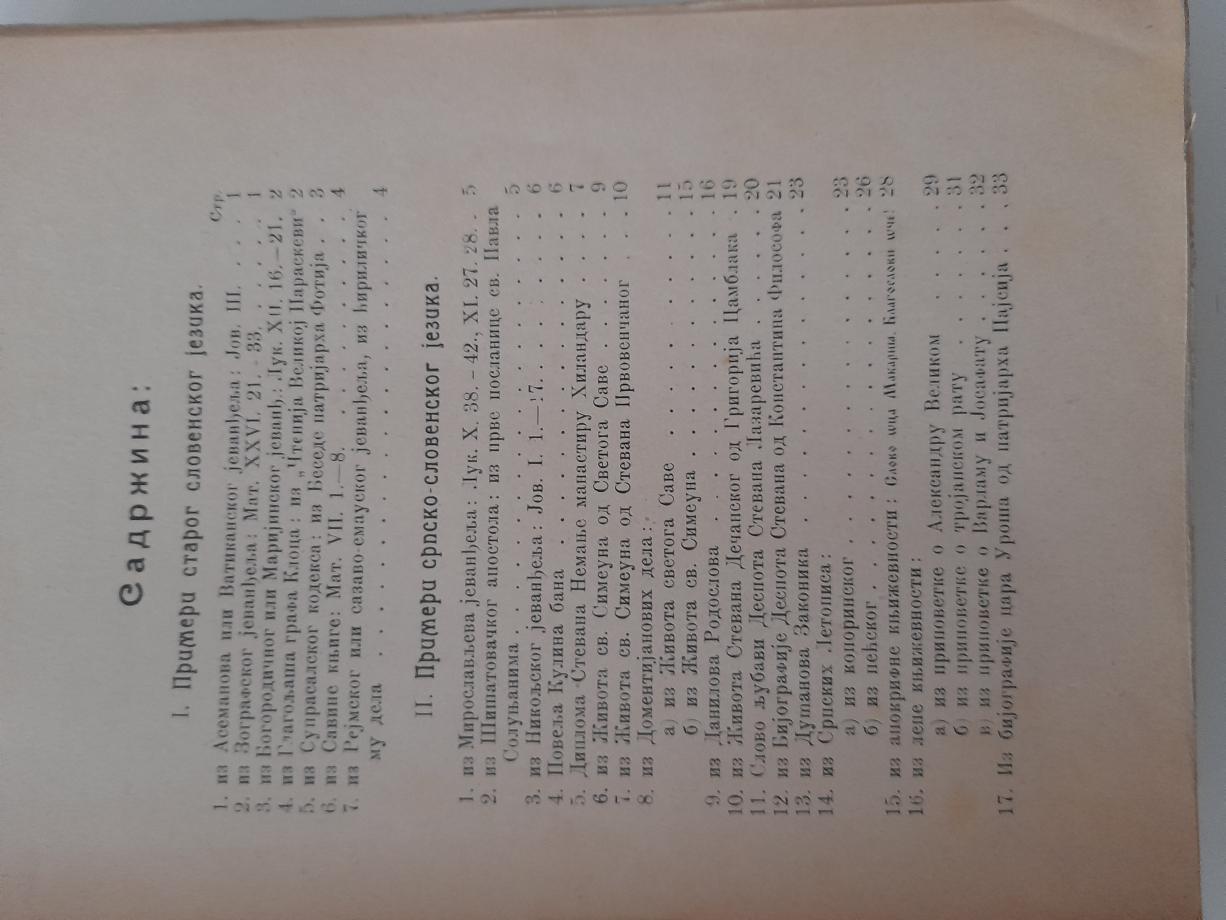 Садржина:
I. Примери старог словенског језика.
Стр.
1. из Асеманова или Ватиканског јеванђеља: Јов. III. . . . 1
2. из Зографског јеванђеља: Мат. XXVI. 21. - 33. . . . . . 1
3. из Богородичног или Маријинског јеванђ.: Лук. XII, 16.—21. 2
4. из Глагољаша графа Клоца: из „Чтенија Великој Параскеви“ 2
5. из Супрасалског кодекса: из Беседе патријарха Фотија . . 3
6. из Савине књиге: Мат. VII. 1.—8. . . . . . . . . . . . 4
7. из Рејмског или сазаво-емауског јеванђеља, из ћириличког
му дела . . . . . . . . . . . . . . . 4
II. Примери српско-словенског језика.
1. из Мирослављева јеванђеља: Лук. X. 38. – 42., XI. 27. 28. . 5
2. из Шишатовачког апостола: из прве посланице св. Павла
Солуњанима . . . . . . . . . . . . . . 5
3. из Никољског јеванђеља: Јов. I. 1.—17. . . . . . . . . 6
4. Повеља Кулина бана . . . . . . . . . . . . . . 6
5. Диплома Стевана Немање манастиру Хиландару . . . . . 7
6. из Живота св. Симеуна од Светога Саве . . . . . . . 9
7. из Живота св. Симеуна од Стевана Првовенчаног . . . 10
8. из Доментијанових дела:
а) из Живота светога Саве . . . . . . . . . . . 11
б) из Живота св. Симеуна . . . . . . . . . . . 15
9. из Данилова Родослова . . . . . . . . . . . . 16
10. из Живота Стевана Дечанског од Григорија Цамблака . 19
11. Слово љубави Деспота Стевана Лазаревића . . . . . . 20
12. из Бијографије Деспота Стевана од Константина Философа 21
13. из Душанова Законика . . . . . . . . . . . . 23
14. из Српских Летописа:
а) из копоринског . . . . . . . . . . . . . 23
б) из пећског . . . . . . . . . . . . . . 26
15. из апокрифне књижевности: Слово ѡца Макарїа. Благослови ѡче! 28
16. из лепе књижевности:
а) из приповетке о Александру Великом . . . . . . 29
б) из приповетке о тројанском рату . . . . . . . 31
в) из приповетке о Варламу и Јосафату . . . . . . 32
17. Из бијографије цара Уроша од патријарха Пајсија . . . 33